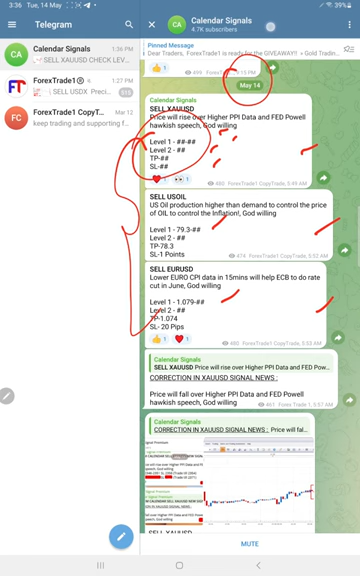 3:36 Tue, 14 May
39%
Telegram
Calendar Signals
4.7K subscribers
Calendar Signals
1:36 PM
SELL XAUUSD CHECK LEV...
ForexTrade1
1:27 PM
SELL USDX
ForexTrade1 CopyT...
Mar 12
keep trading and supporting f...
Pinned Message
Dear Traders, ForexTrade1 is ready for the GIVEAWAY! + Gold Trading
1
499
ForexTrade1
:15 PM
May 14
Calendar Signals
SELL XAUUSD
Price will rise over Higher PPI Data and FED Powell
hawkish speech, God willing
Level 1 - ##-##
Level 2 - ##
TP-##
SL-##
1
1
480 ForexTrade1 CopyTrade, 5:49 AM
SELL USOIL
US Oil production higher than demand to control the price
of OIL to control the Inflation!, God willing
Level 1 - 79.3-##
Level 2 - ##
TP-78.3
SL-1 Points
474 ForexTrade1 CopyTrade, 5:52 AM
SELL EURUSD
Lower EURO CPI data in 15mins will help ECB to do rate
cut in June, God willing
Level 1 - 1.079-##
Level 2 - ##
TP-1.074
SL- 20 Pips
1
1
480 ForexTrade1 CopyTrade, 5:53 AM
Calendar Signals
SELL XAUUSD Price will rise over Higher PPI Data and FED Pow...
CORRECTION IN XAUUSD SIGNAL NEWS :
Price will fall over Higher PPI Data and FED Powell
hawkish speech, God willing
461 ForexTrade1 CopyTrade, 5:57 AM
Calendar Signals
CORRECTION IN XAUUSD SIGNAL NEWS : Price will fal...
MUTE